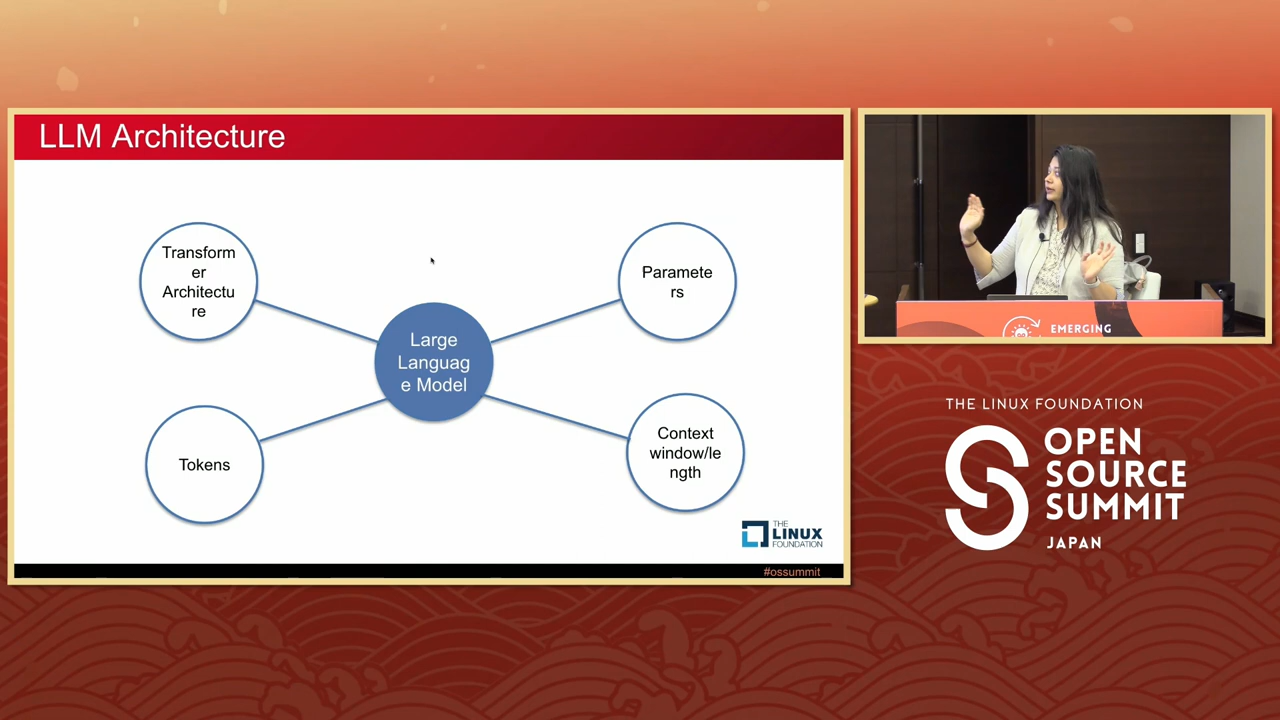 LLM Architecture
Transform
er
Architectu
re
Paramete
rs
Large
Languag
e Model
Tokens
Context
window/le
ngth
THE
LINUX
FOUNDATION
#ossummit
EMERGING
THE LINUX FOUNDATION
OPEN
SOURCE
SUMMIT
JAPAN